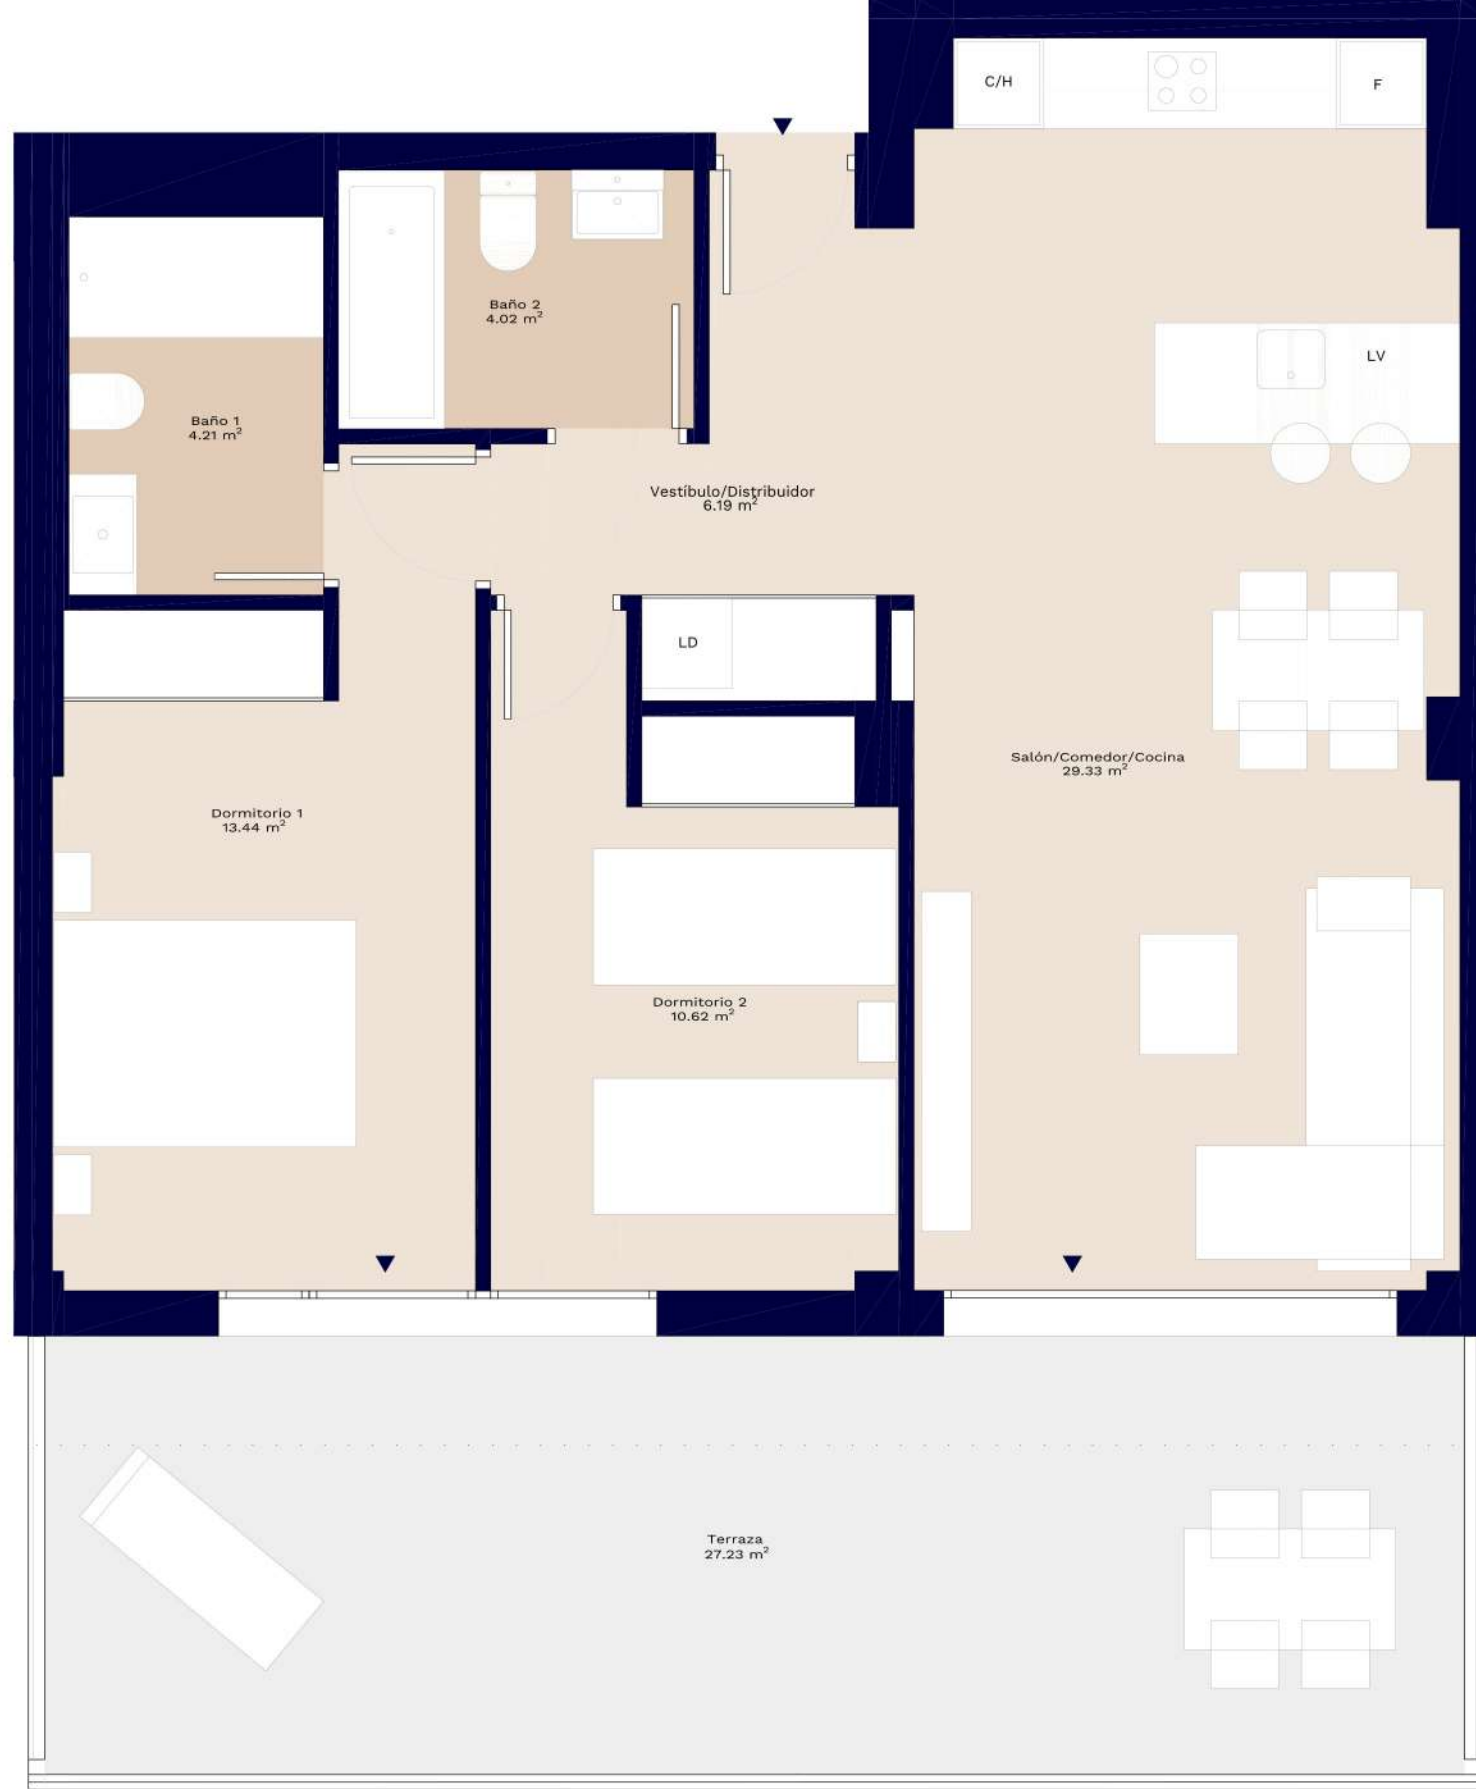 C/H
F
Baño 2
4.02 m²
LV
Baño 1
4.21 m²
Vestíbulo/Distribuidor
6.19 m²
LD
Salón/Comedor/Cocina
29.33 m²
Dormitorio 1
13.44 m²
Dormitorio 2
10.62 m²
Terraza
27.23 m²